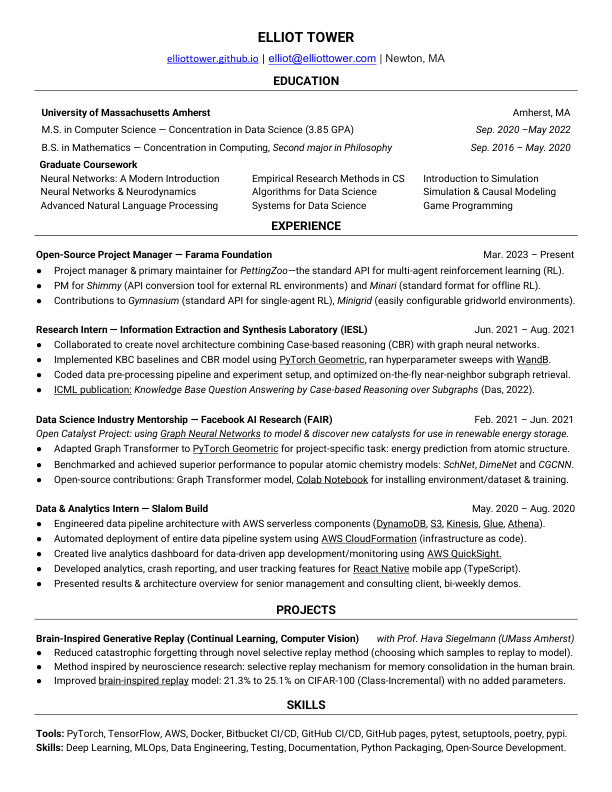 ELLIOT TOWER
elliottower.github.io | elliot@elliottower.com | Newton, MA
EDUCATION
University of Massachusetts Amherst Amherst, MA
M.S. in Computer Science — Concentration in Data Science (3.85 GPA) Sep. 2020 –May 2022
B.S. in Mathematics — Concentration in Computing, Second major in Philosophy Sep. 2016 – May. 2020
Graduate Coursework
Neural Networks: A Modern Introduction Empirical Research Methods in CS Introduction to Simulation
Neural Networks & Neurodynamics Algorithms for Data Science Simulation & Causal Modeling
Advanced Natural Language Processing Systems for Data Science Game Programming
EXPERIENCE
Open-Source Project Manager — Farama Foundation Mar. 2023 – Present
● Project manager & primary maintainer for PettingZoo—the standard API for multi-agent reinforcement learning (RL).
● PM for Shimmy (API conversion tool for external RL environments) and Minari (standard format for offline RL).
● Contributions to Gymnasium (standard API for single-agent RL), Minigrid (easily configurable gridworld environments).
Research Intern — Information Extraction and Synthesis Laboratory (IESL) Jun. 2021 – Aug. 2021
● Collaborated to create novel architecture combining Case-based reasoning (CBR) with graph neural networks.
● Implemented KBC baselines and CBR model using PyTorch Geometric, ran hyperparameter sweeps with WandB.
● Coded data pre-processing pipeline and experiment setup, and optimized on-the-fly near-neighbor subgraph retrieval.
● ICML publication: Knowledge Base Question Answering by Case-based Reasoning over Subgraphs (Das, 2022).
Data Science Industry Mentorship — Facebook AI Research (FAIR) Feb. 2021 – Jun. 2021
Open Catalyst Project: using Graph Neural Networks to model & discover new catalysts for use in renewable energy storage.
● Adapted Graph Transformer to PyTorch Geometric for project-specific task: energy prediction from atomic structure.
● Benchmarked and achieved superior performance to popular atomic chemistry models: SchNet, DimeNet and CGCNN.
● Open-source contributions: Graph Transformer model, Colab Notebook for installing environment/dataset & training.
Data & Analytics Intern — Slalom Build May. 2020 – Aug. 2020
● Engineered data pipeline architecture with AWS serverless components (DynamoDB, S3, Kinesis, Glue, Athena).
● Automated deployment of entire data pipeline system using AWS CloudFormation (infrastructure as code).
● Created live analytics dashboard for data-driven app development/monitoring using AWS QuickSight.
● Developed analytics, crash reporting, and user tracking features for React Native mobile app (TypeScript).
● Presented results & architecture overview for senior management and consulting client, bi-weekly demos.
PROJECTS
Brain-Inspired Generative Replay (Continual Learning, Computer Vision) with Prof. Hava Siegelmann (UMass Amherst)
● Reduced catastrophic forgetting through novel selective replay method (choosing which samples to replay to model).
● Method inspired by neuroscience research: selective replay mechanism for memory consolidation in the human brain.
● Improved brain-inspired replay model: 21.3% to 25.1% on CIFAR-100 (Class-Incremental) with no added parameters.
SKILLS
Tools: PyTorch, TensorFlow, AWS, Docker, Bitbucket CI/CD, GitHub CI/CD, GitHub pages, pytest, setuptools, poetry, pypi.
Skills: Deep Learning, MLOps, Data Engineering, Testing, Documentation, Python Packaging, Open-Source Development.